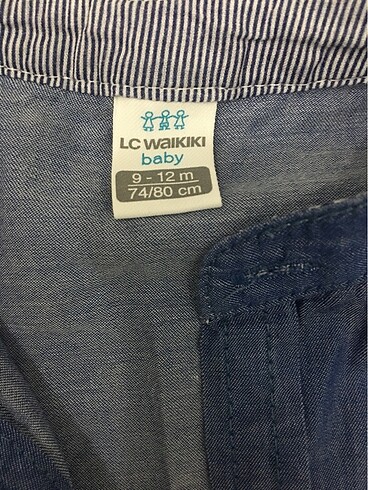 LC WAIKIKI
baby
9 - 12 m
74/80 cm